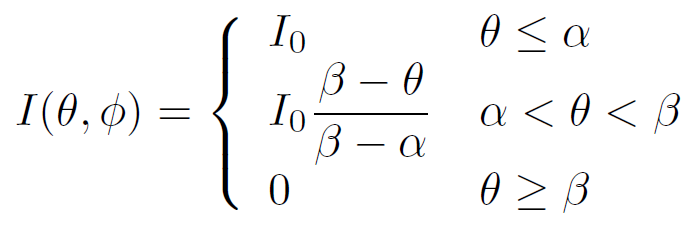 I(θ, ϕ) = { I₀ θ ≤ α
I₀ (β − θ)/(β − α) α < θ < β
0 θ ≥ β